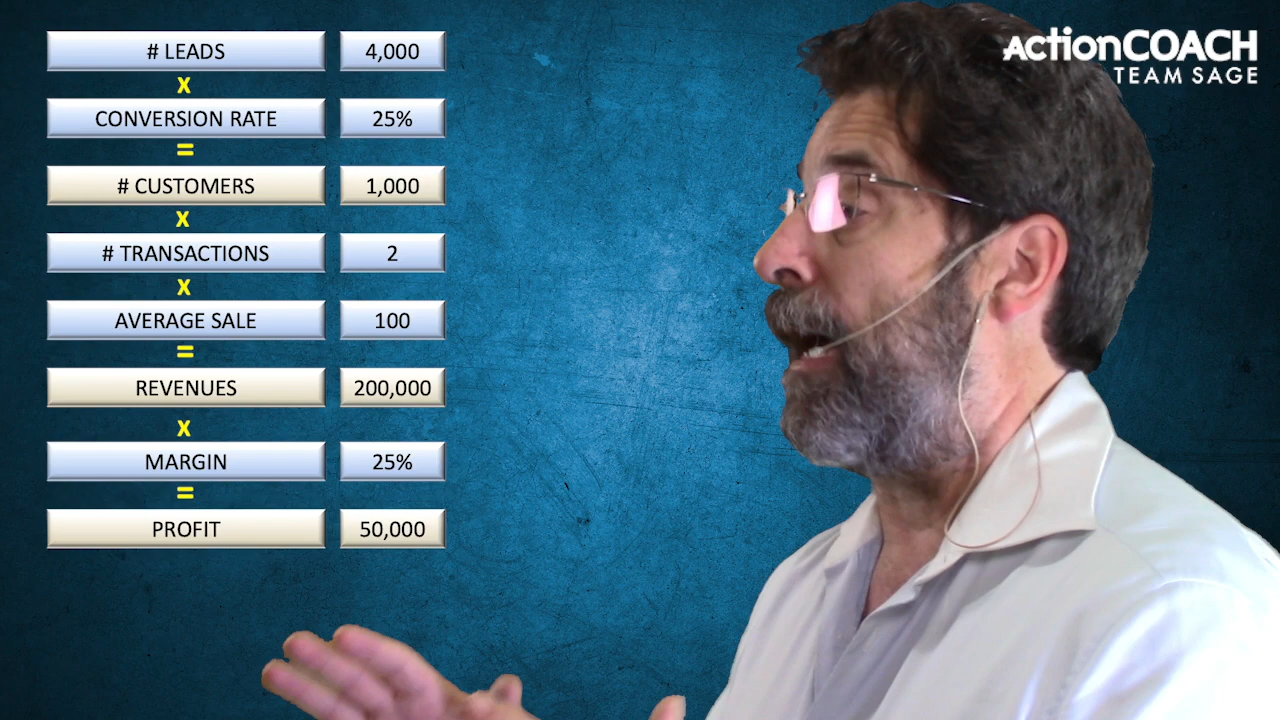 # LEADS 4,000
x
CONVERSION RATE 25%
=
# CUSTOMERS 1,000
x
# TRANSACTIONS 2
x
AVERAGE SALE 100
=
REVENUES 200,000
x
MARGIN 25%
=
PROFIT 50,000
ActionCOACH
TEAM SAGE